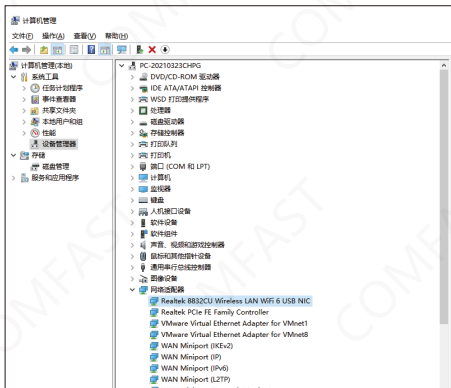 计算机管理
文件(F) 操作(A) 查看(V) 帮助(H)
计算机管理(本地)
系统工具
任务计划程序
事件查看器
共享文件夹
本地用户和组
性能
设备管理器
存储
磁盘管理
服务和应用程序
PC-20210323CHPG
DVD/CD-ROM 驱动器
IDE ATA/ATAPI 控制器
WSD 打印提供程序
处理器
磁盘驱动器
存储控制器
打印队列
打印机
端口 (COM 和 LPT)
计算机
监视器
键盘
人机接口设备
软件设备
软件组件
声音、视频和游戏控制器
鼠标和其他指针设备
通用串行总线控制器
图像设备
网络适配器
Realtek 8832CU Wireless LAN WiFi 6 USB NIC
Realtek PCIe FE Family Controller
VMware Virtual Ethernet Adapter for VMnet1
VMware Virtual Ethernet Adapter for VMnet8
WAN Miniport (IKEv2)
WAN Miniport (IP)
WAN Miniport (IPv6)
WAN Miniport (L2TP)
COMFAST
COMFAST
COMFAST